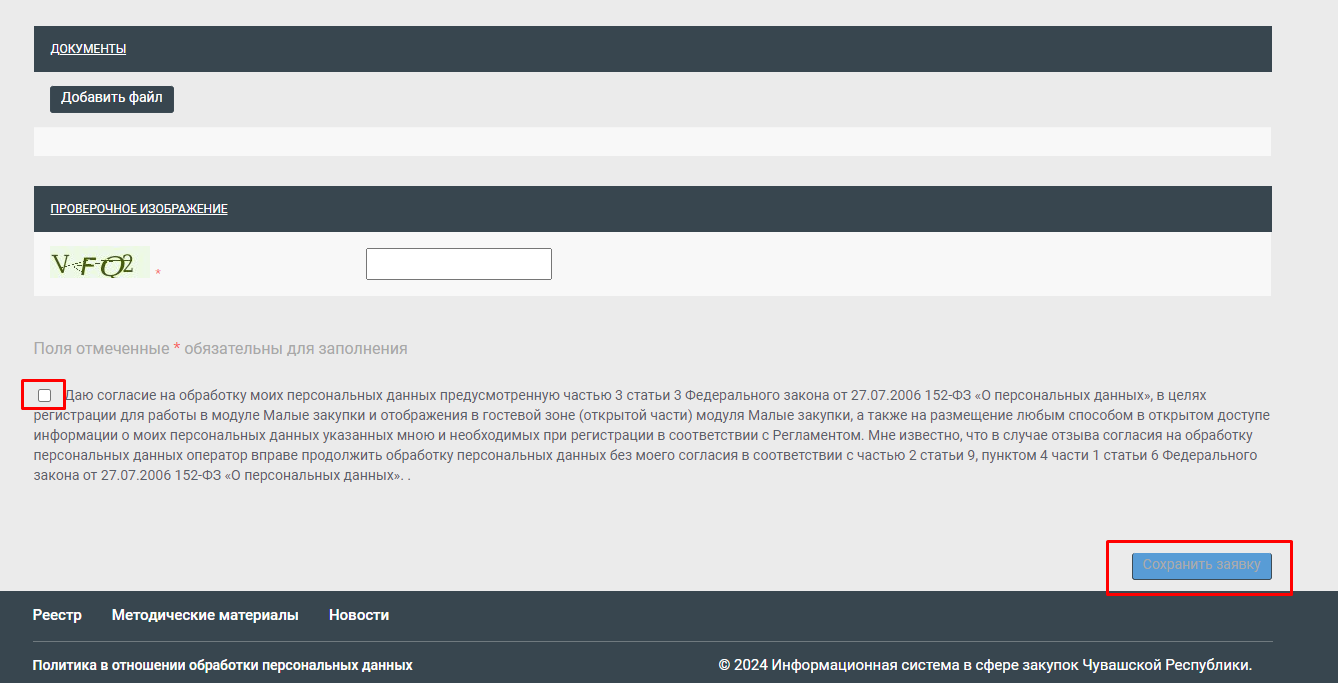 ДОКУМЕНТЫ
Добавить файл
ПРОВЕРОЧНОЕ ИЗОБРАЖЕНИЕ
VFO2 *
Поля отмеченные * обязательны для заполнения
Даю согласие на обработку моих персональных данных предусмотренную частью 3 статьи 3 Федерального закона от 27.07.2006 152-ФЗ «О персональных данных», в целях
регистрации для работы в модуле Малые закупки и отображения в гостевой зоне (открытой части) модуля Малые закупки, а также на размещение любым способом в открытом доступе
информации о моих персональных данных указанных мною и необходимых при регистрации в соответствии с Регламентом. Мне известно, что в случае отзыва согласия на обработку
персональных данных оператор вправе продолжить обработку персональных данных без моего согласия в соответствии с частью 2 статьи 9, пунктом 4 части 1 статьи 6 Федерального
закона от 27.07.2006 152-ФЗ «О персональных данных». .
Сохранить заявку
Реестр Методические материалы Новости
Политика в отношении обработки персональных данных © 2024 Информационная система в сфере закупок Чувашской Республики.